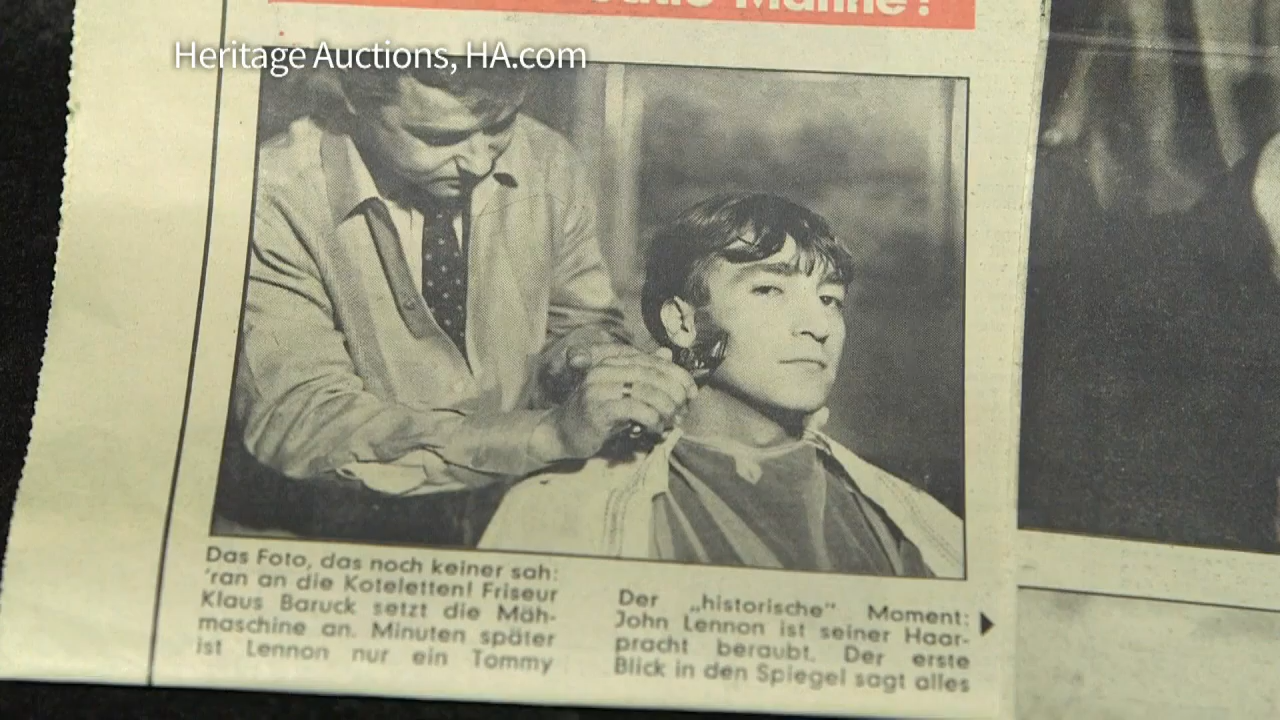 Mähne!
Heritage Auctions, HA.com
Das Foto, das noch keiner sah:
'ran an die Koteletten! Friseur
Klaus Baruck setzt die Mäh-
maschine an. Minuten später
ist Lennon nur ein Tommy
Der „historische“ Moment:
John Lennon ist seiner Haar-
pracht beraubt. Der erste
Blick in den Spiegel sagt alles